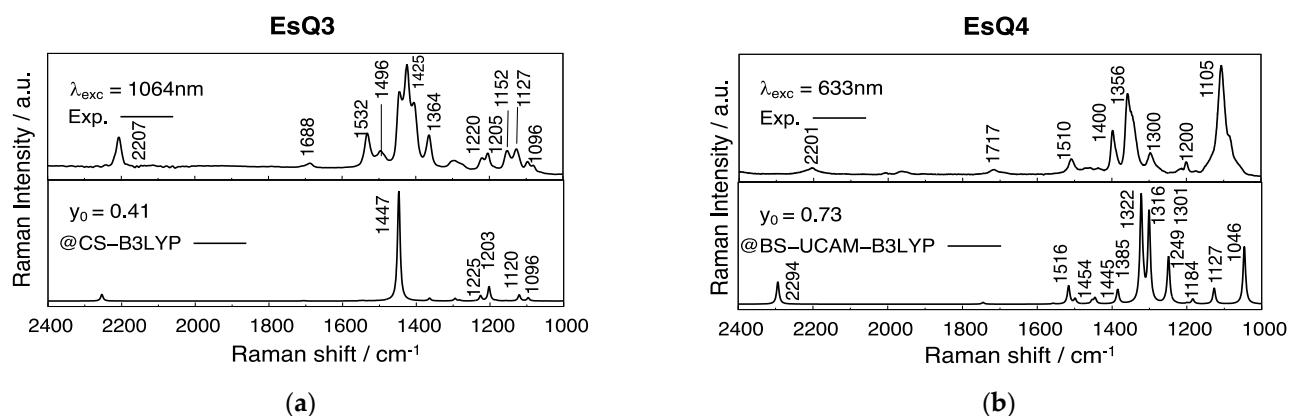 EsQ3
Raman Intensity / a.u.
λexc = 1064nm
Exp.
2207
1688
1532
1496
1425
1364
1220
1205
1152
1127
1096
y0 = 0.41
@CS–B3LYP
1447
1225
1203
1120
1096
2400 2200 2000 1800 1600 1400 1200 1000
Raman shift / cm-1
(a)
EsQ4
Raman Intensity / a.u.
λexc = 633nm
Exp.
2201
1717
1510
1400
1356
1300
1200
1105
y0 = 0.73
@BS–UCAM–B3LYP
2294
1516
1454
1445
1385
1322
1316
1301
1249
1184
1127
1046
2400 2200 2000 1800 1600 1400 1200 1000
Raman shift / cm-1
(b)